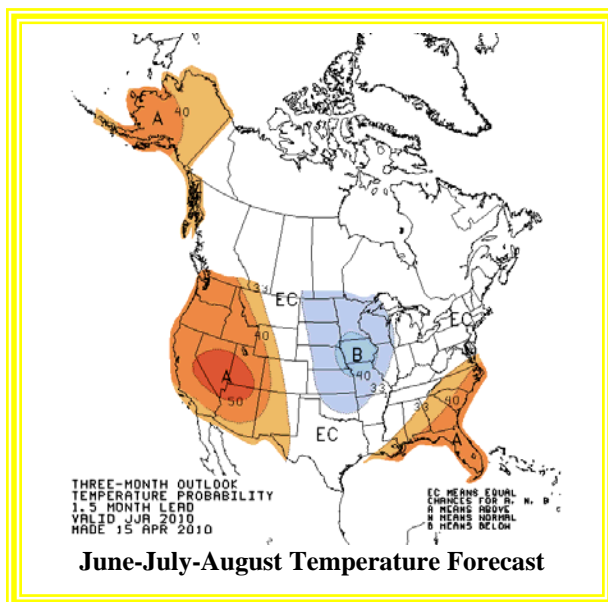 A
40
33
EC
EC
40
B
A
40
33
50
33
40
EC
A
THREE-MONTH OUTLOOK
TEMPERATURE PROBABILITY
1.5 MONTH LEAD
VALID JJA 2010
MADE 15 APR 2010
EC MEANS EQUAL
CHANCES FOR A, N, B
A MEANS ABOVE
N MEANS NORMAL
B MEANS BELOW
June-July-August Temperature Forecast